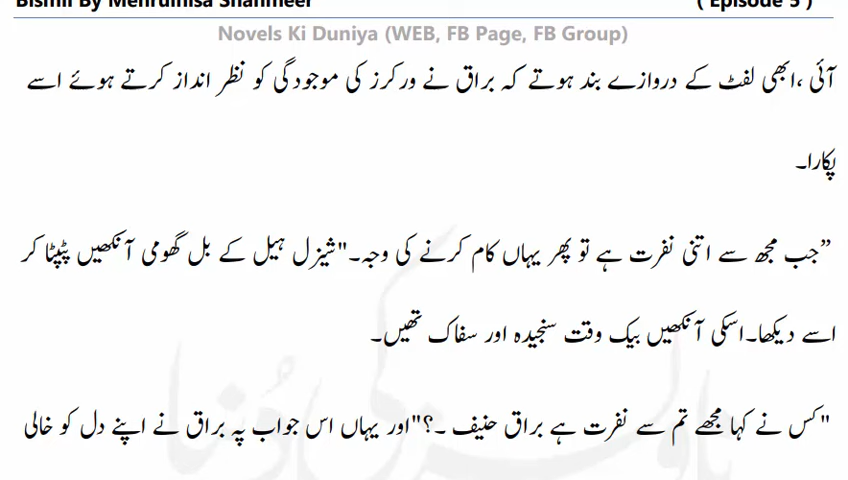 Bismil By Mehrulnisa Shahmeer ( Episode 5 )
Novels Ki Duniya (WEB, FB Page, FB Group)
آئی ،ابھی لفٹ کے دروازے بند ہوتے کہ براق نے ورکرز کی موجودگی کو نظر انداز کرتے ہوئے اسے
پکارا۔
”جب مجھ سے اتنی نفرت ہے تو پھر یہاں کام کرنے کی وجہ۔"شیزل ہیل کے بل گھومی آنکھیں پٹپٹا کر
اسے دیکھا۔اسکی آنکھیں بیک وقت سنجیدہ اور سفاک تھیں۔
"کس نے کہا مجھے تم سے نفرت ہے براق حنیف ۔؟"اور یہاں اس جواب پہ براق نے اپنے دل کو خالی